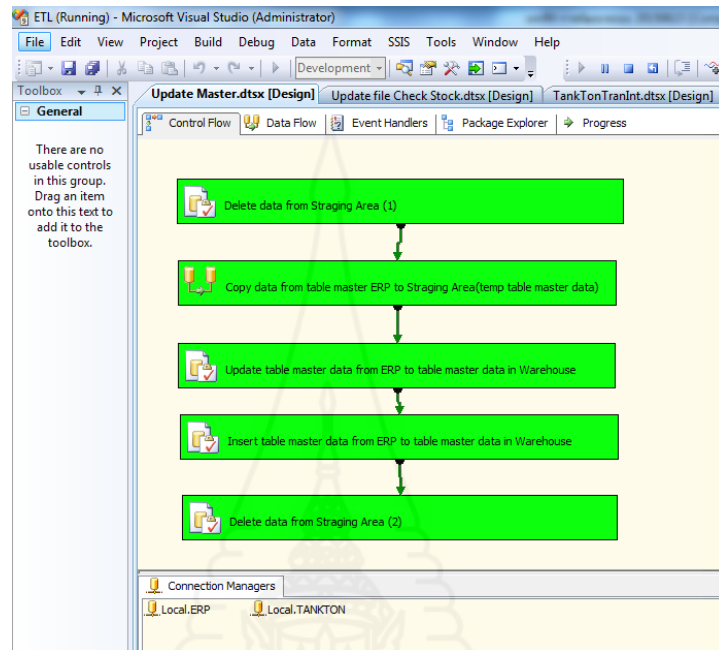 ETL (Running) - Microsoft Visual Studio (Administrator)
File Edit View Project Build Debug Data Format SSIS Tools Window Help
Development
Toolbox
General
There are no
usable controls
in this group.
Drag an item
onto this text to
add it to the
toolbox.
Update Master.dtsx [Design] Update file Check Stock.dtsx [Design] TankTonTranInt.dtsx [Design]
Control Flow Data Flow Event Handlers Package Explorer Progress
Delete data from Straging Area (1)
Copy data from table master ERP to Straging Area(temp table master data)
Update table master data from ERP to table master data in Warehouse
Insert table master data from ERP to table master data in Warehouse
Delete data from Straging Area (2)
Connection Managers
Local.ERP Local.TANKTON